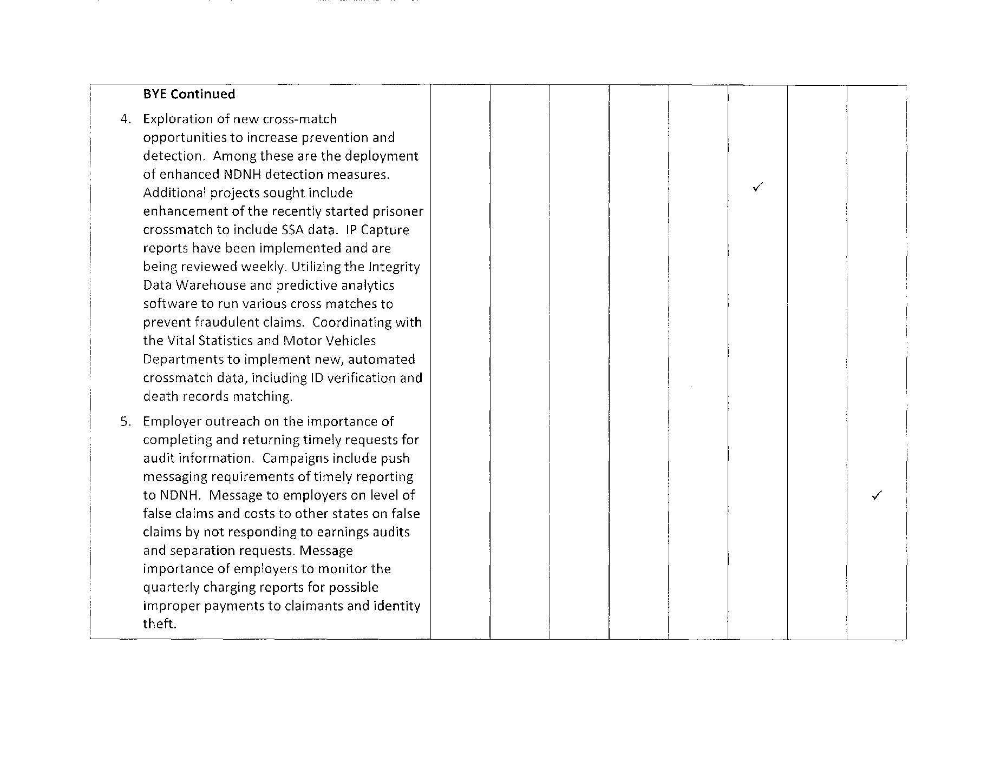 BYE Continued
4. Exploration of new cross-match
opportunities to increase prevention and
detection. Among these are the deployment
of enhanced NDNH detection measures.
Additional projects sought include
✓
enhancement of the recently started prisoner
crossmatch to include SSA data. IP Capture
reports have been implemented and are
being reviewed weekly. Utilizing the Integrity
Data Warehouse and predictive analytics
software to run various cross matches to
prevent fraudulent claims. Coordinating with
the Vital Statistics and Motor Vehicles
Departments to implement new, automated
crossmatch data, including ID verification and
death records matching.
5. Employer outreach on the importance of
completing and returning timely requests for
audit information. Campaigns include push
messaging requirements of timely reporting
to NDNH. Message to employers on level of
✓
false claims and costs to other states on false
claims by not responding to earnings audits
and separation requests. Message
importance of employers to monitor the
quarterly charging reports for possible
improper payments to claimants and identity
theft.